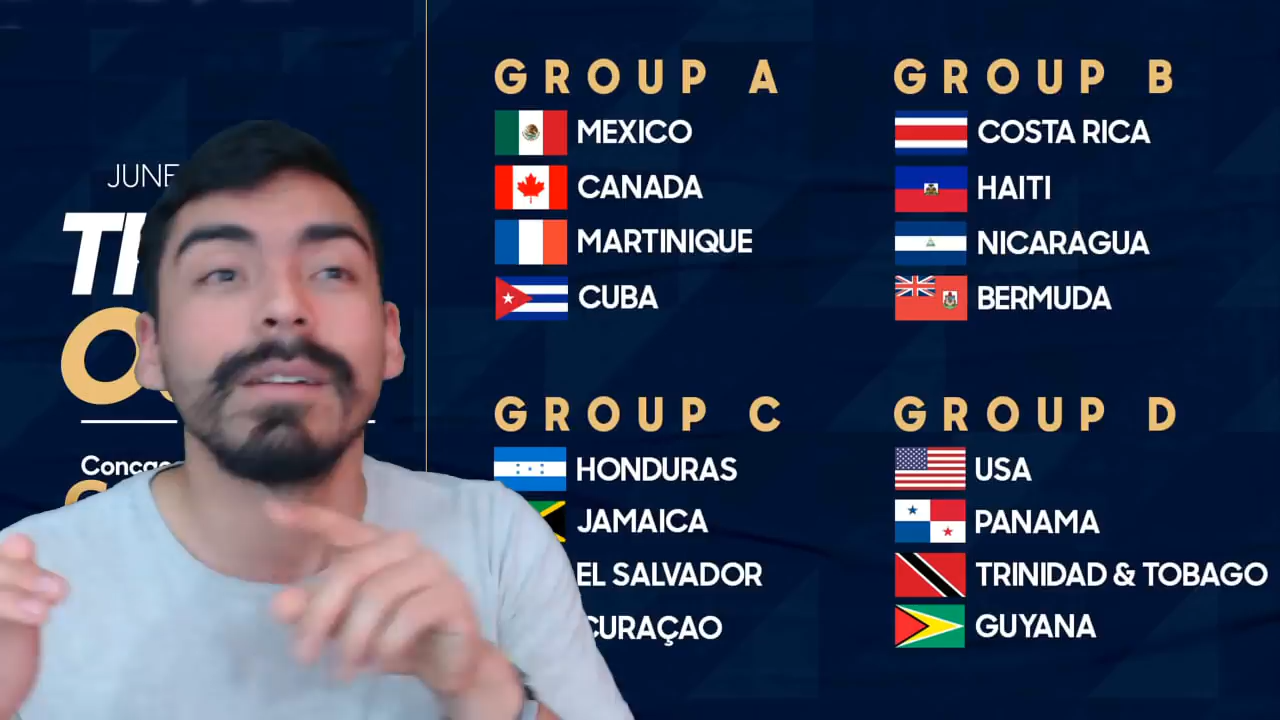 JUNE
GROUP A
MEXICO
CANADA
MARTINIQUE
CUBA
GROUP B
COSTA RICA
HAITI
NICARAGUA
BERMUDA
GROUP C
HONDURAS
JAMAICA
EL SALVADOR
CURAÇAO
GROUP D
USA
PANAMA
TRINIDAD & TOBAGO
GUYANA